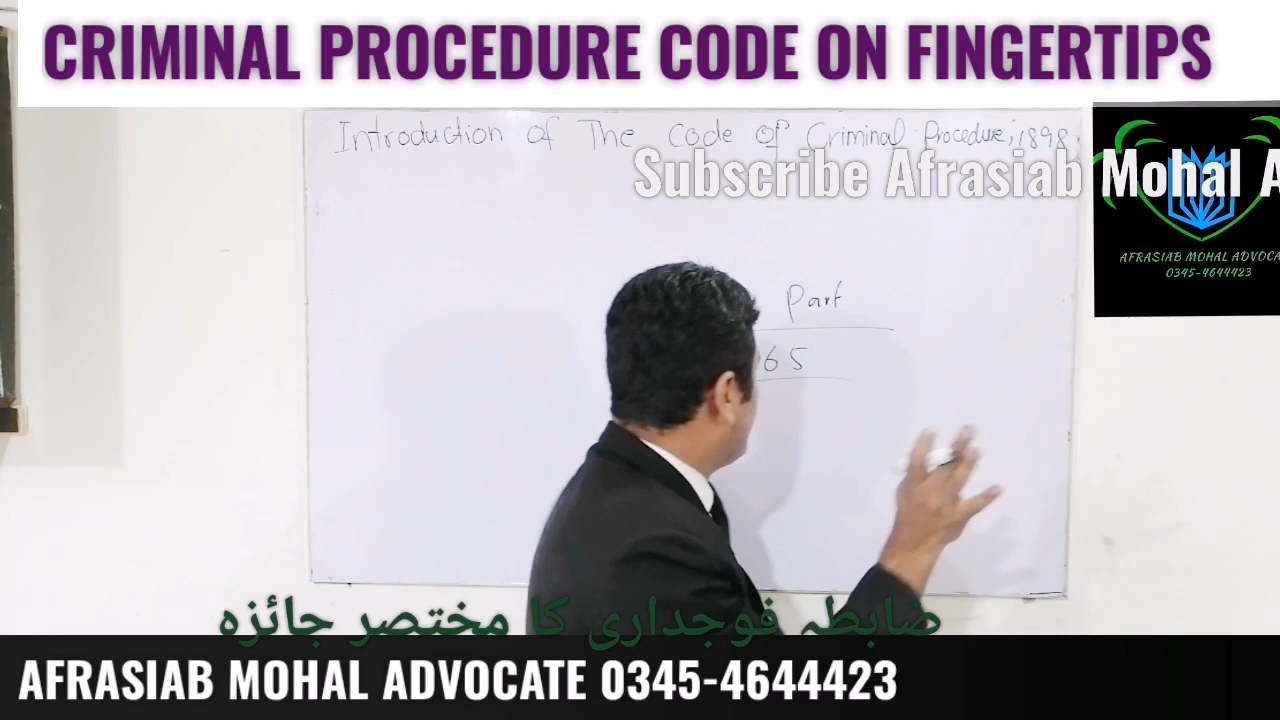 CRIMINAL PROCEDURE CODE ON FINGERTIPS
Introduction of The Code of Criminal Procedure, 1898
Subscribe Afrasiab Mohal A
AFRASIAB MOHAL ADVOCA
0345-4644423
Part
65
ضابطہ فوجداری کا مختصر جائزہ
AFRASIAB MOHAL ADVOCATE 0345-4644423